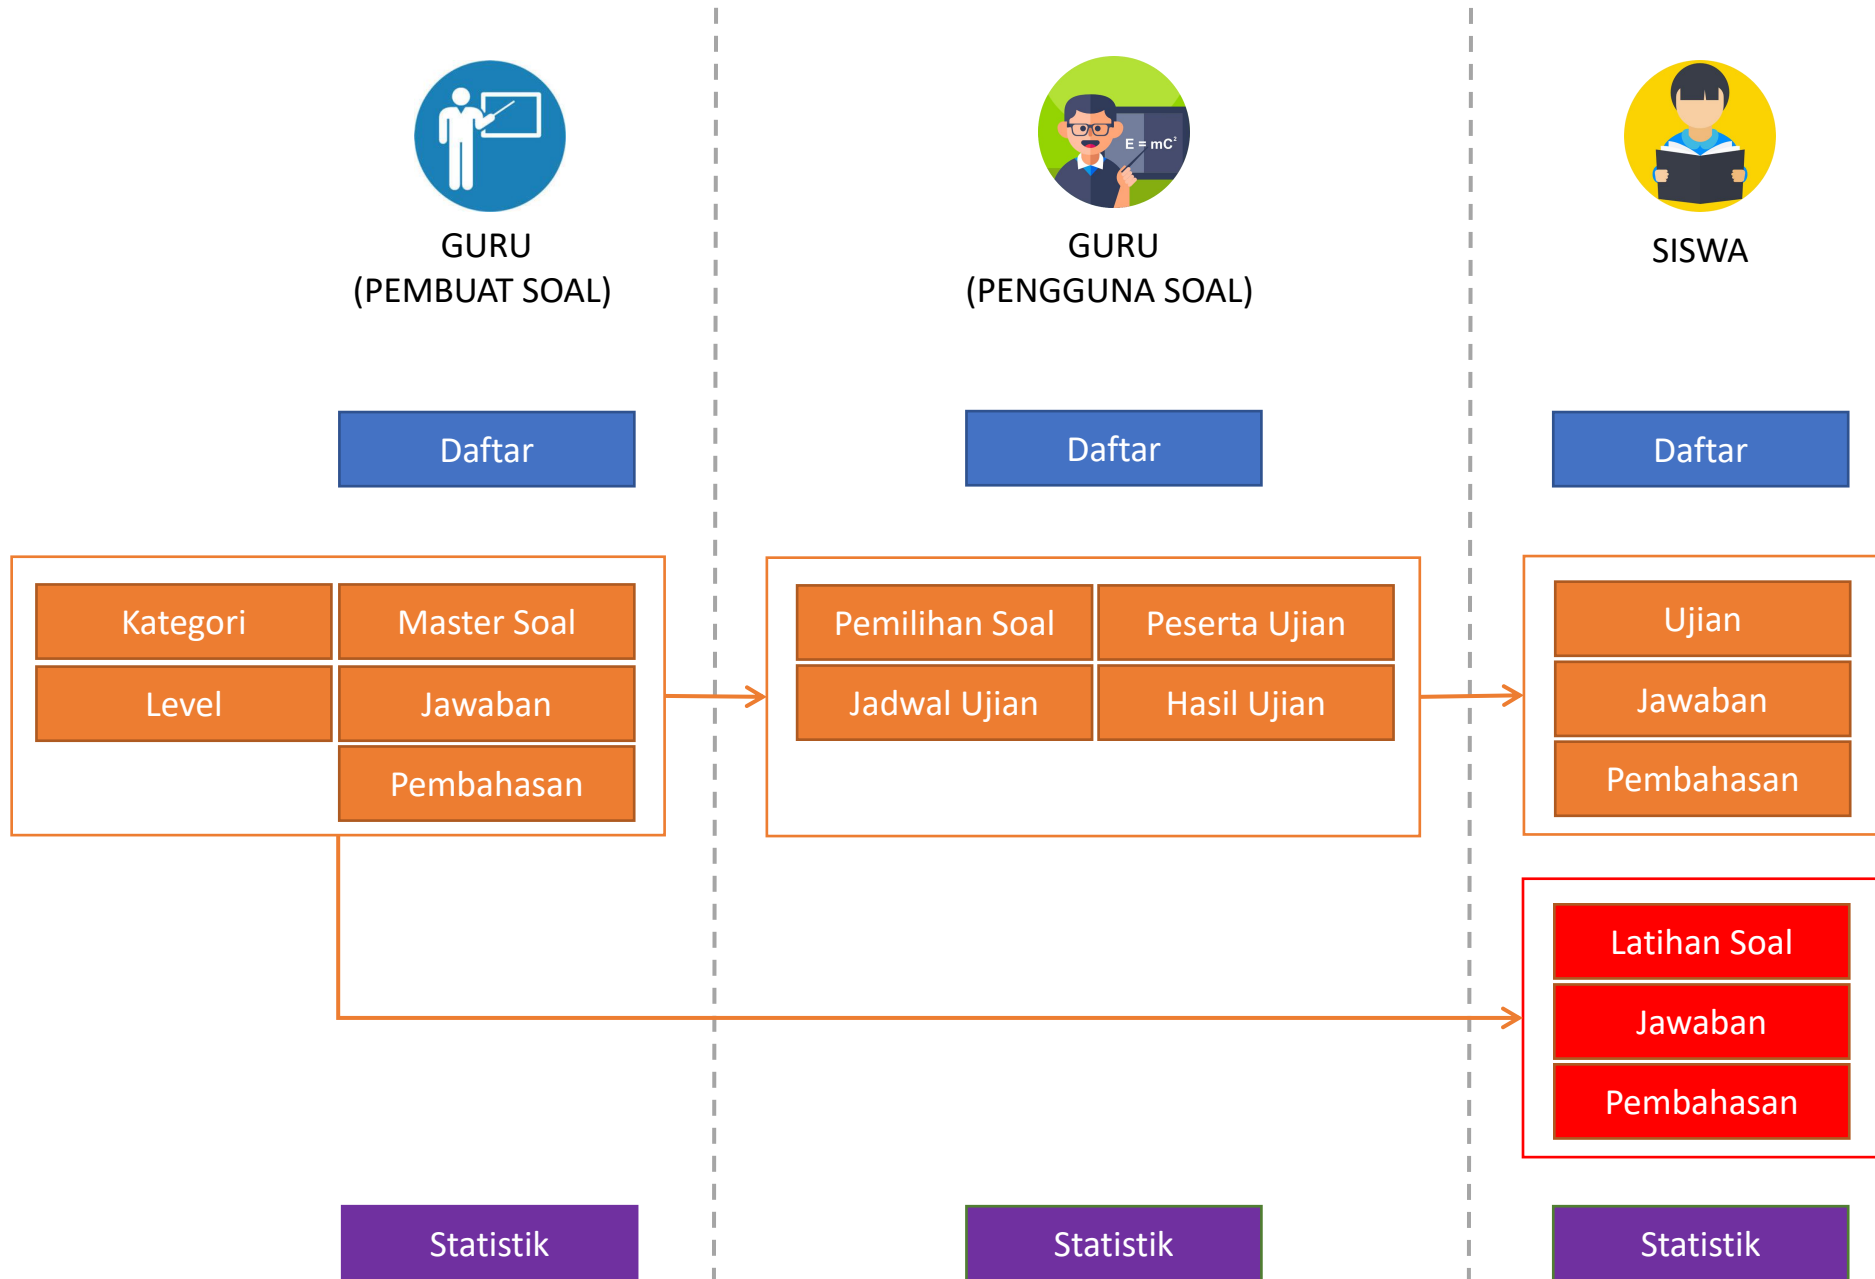 E = mC²
GURU
(PEMBUAT SOAL)
GURU
(PENGGUNA SOAL)
SISWA
Daftar
Daftar
Daftar
Kategori
Master Soal
Level
Jawaban
Pembahasan
Pemilihan Soal
Peserta Ujian
Jadwal Ujian
Hasil Ujian
Ujian
Jawaban
Pembahasan
Latihan Soal
Jawaban
Pembahasan
Statistik
Statistik
Statistik